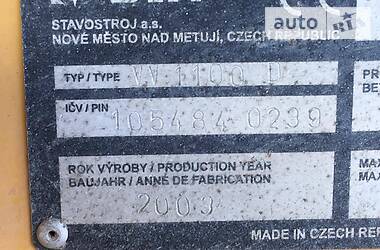 STAVOSTROJ a.s.
NOVÉ MĚSTO NAD METUJÍ, CZECH REPUBLIC
TYP / TYPE VV 1100 D
IČV / PIN 105484 0239
ROK VÝROBY / PRODUCTION YEAR
BAUJAHR / ANNÉ DE FABRICATION
2003
MADE IN CZECH REP
auto